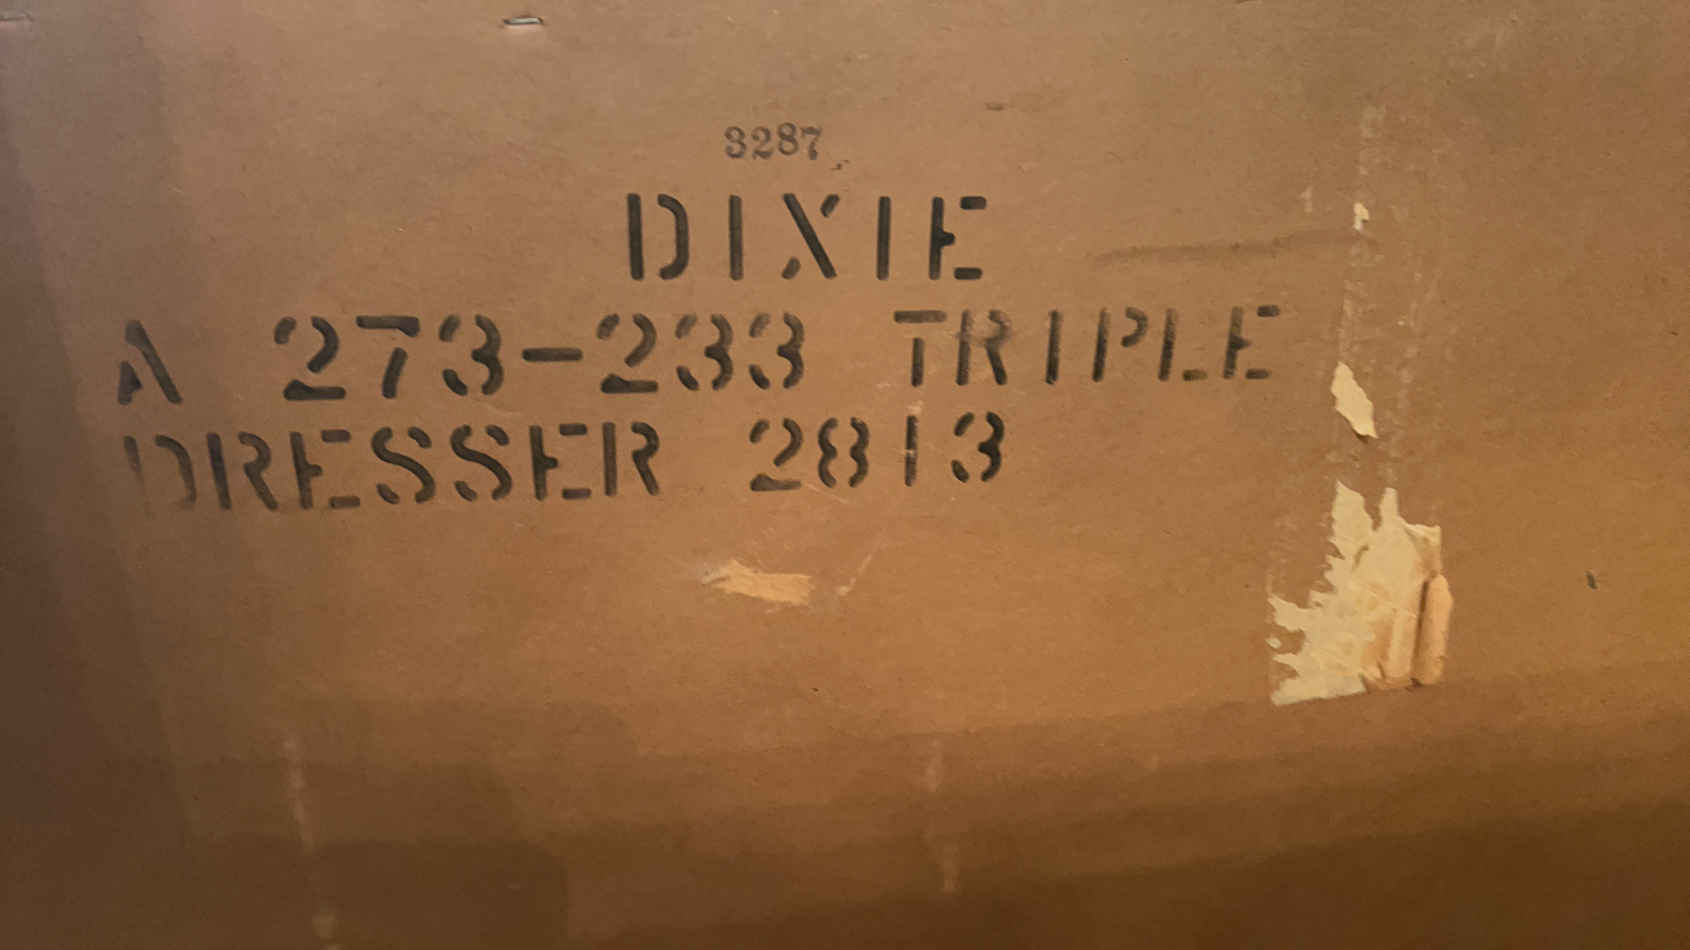 3287
DIXIE
A 273-233 TRIPLE
DRESSER 2813